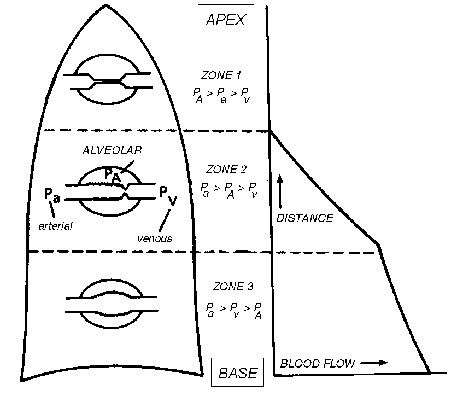 APEX
ZONE 1
PA > Pa > Pv
ALVEOLAR
PA
Pa
PV
arterial
venous
ZONE 2
Pa > PA > Pv
DISTANCE
ZONE 3
Pa > Pv > PA
BLOOD FLOW
BASE